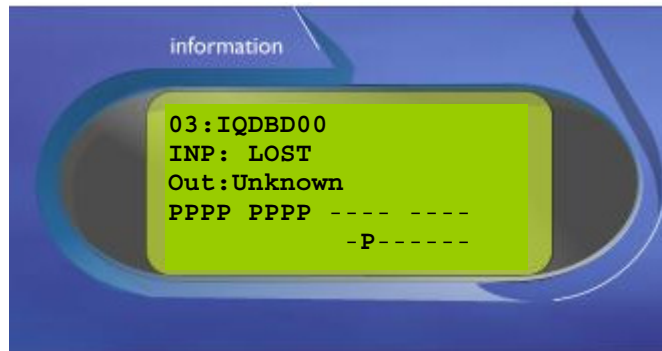 information
03:IQDBD00
INP: LOST
Out:Unknown
PPPP PPPP ---- ----
-P------